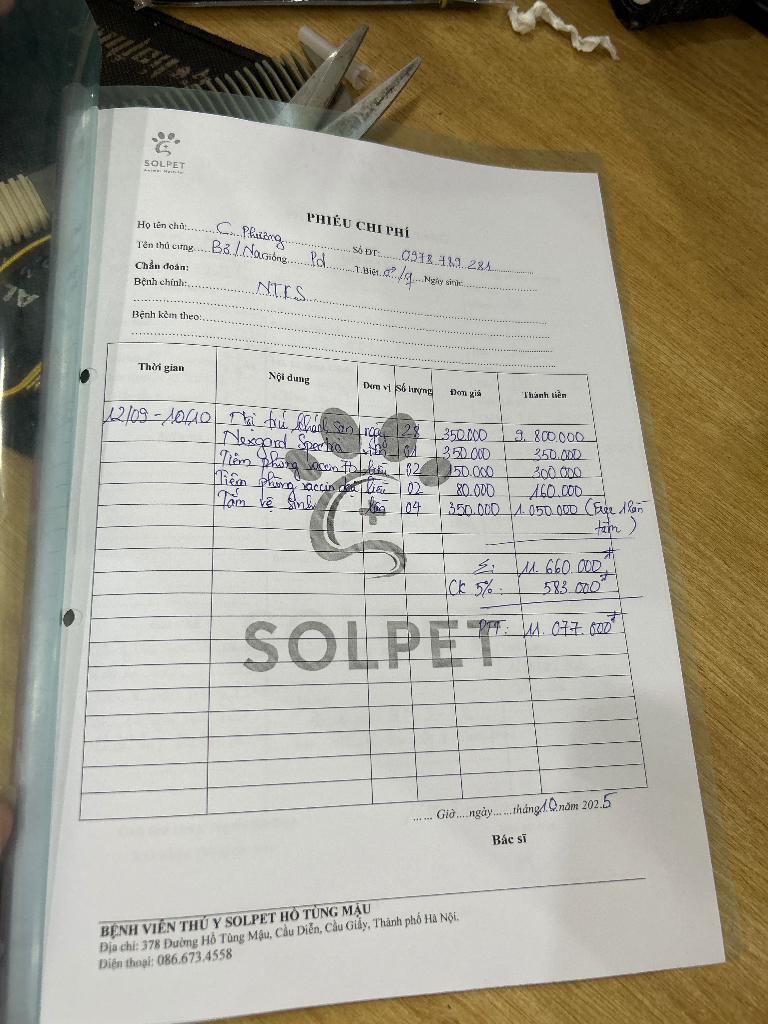 SOLPET
PHIẾU CHI PHÍ
Họ tên chủ: C. Phương Số ĐT: 0978.789.281
Tên thú cưng: Bơ/Na Giống: Pd T.Biệt: ♂/♀ Ngày sinh:
Chẩn đoán:
Bệnh chính: NTKS
Bệnh kèm theo:
Thời gian Nội dung Đơn vị Số lượng Đơn giá Thành tiền
12/09 - 10/10 Nội trú khách sạn ngày 28 350.000 9.800.000
Nexgard Spectra 01 350.000 350.000
Tiêm phòng vaccin liều 02 150.000 300.000
Tiêm phòng vaccin dại liều 02 80.000 160.000
Tắm vệ sinh lần 04 350.000 1.050.000 (Free 1 lần
tắm)
Σ: 11.660.000đ
CK 5%: 583.000đ
PTT: 11.077.000đ
SOLPET
...... Giờ....ngày......tháng 10 năm 2025
Bác sĩ
BỆNH VIỆN THÚ Y SOLPET HỒ TÙNG MẬU
Địa chỉ: 378 Đường Hồ Tùng Mậu, Cầu Diễn, Cầu Giấy, Thành phố Hà Nội.
Điện thoại: 086.673.4558